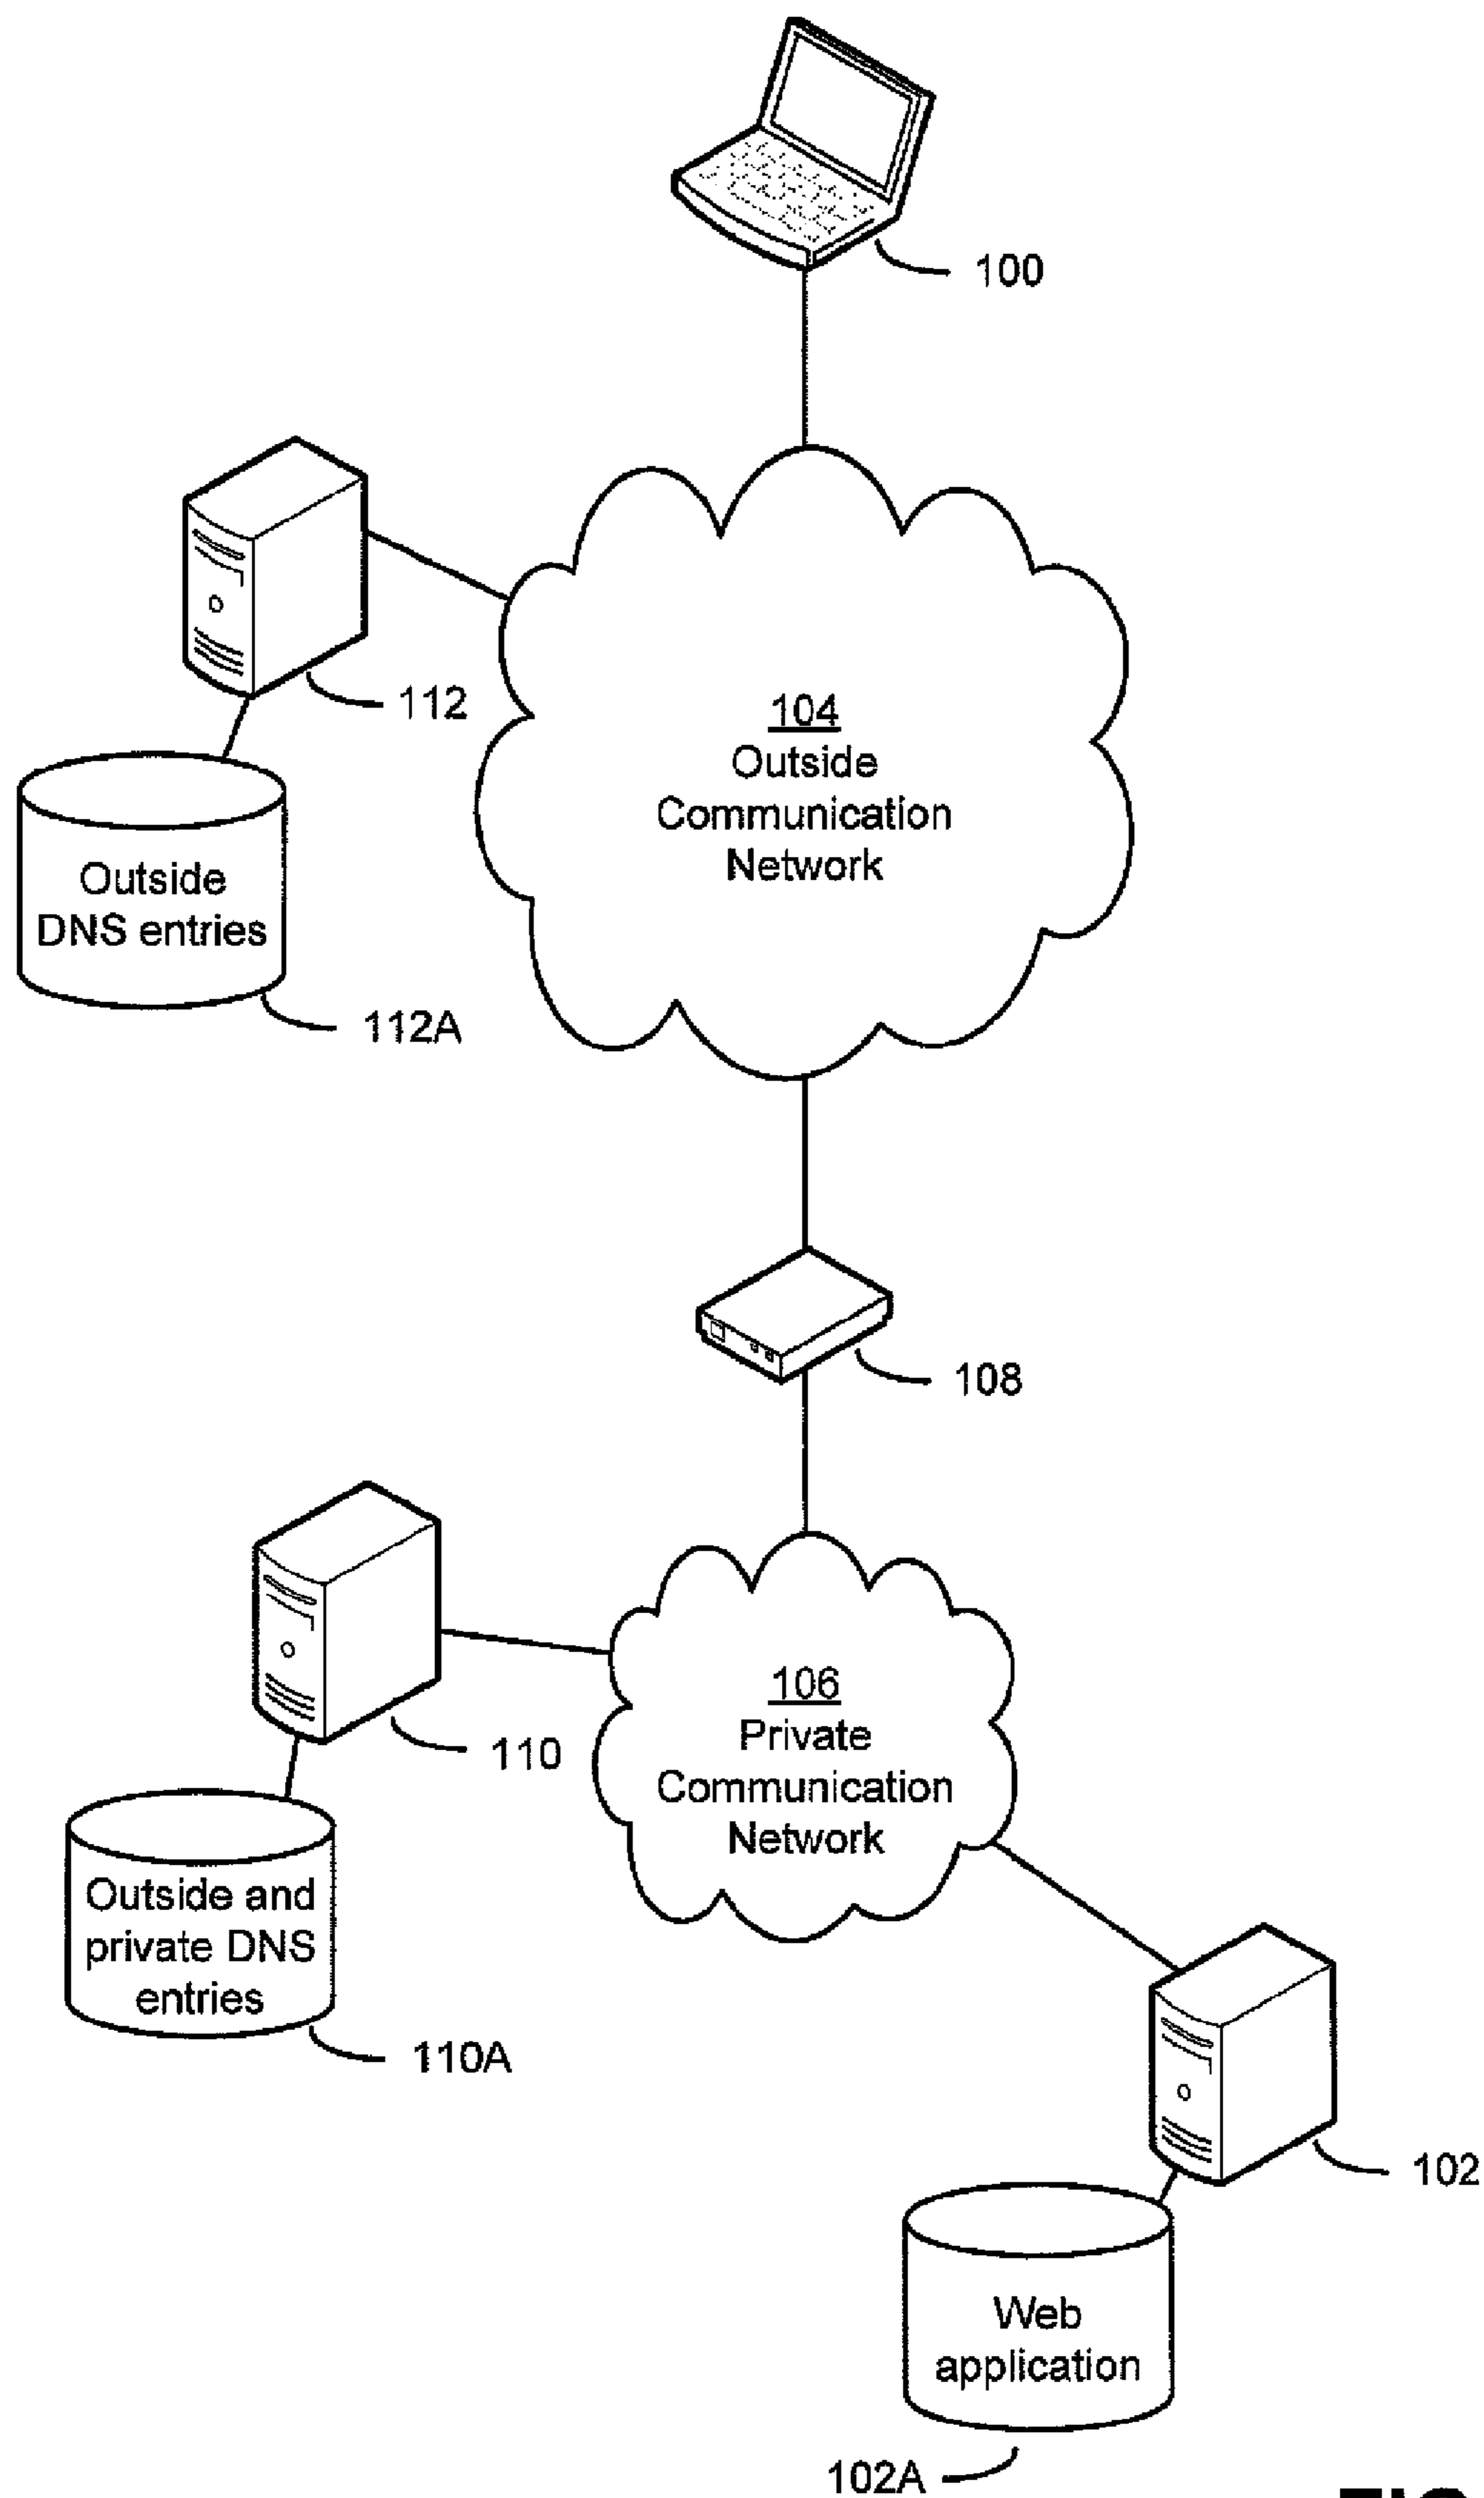 100
112
104
Outside
Communication
Network
Outside
DNS entries
112A
108
106
Private
Communication
Network
110
Outside and
private DNS
entries
110A
102
Web
application
102A